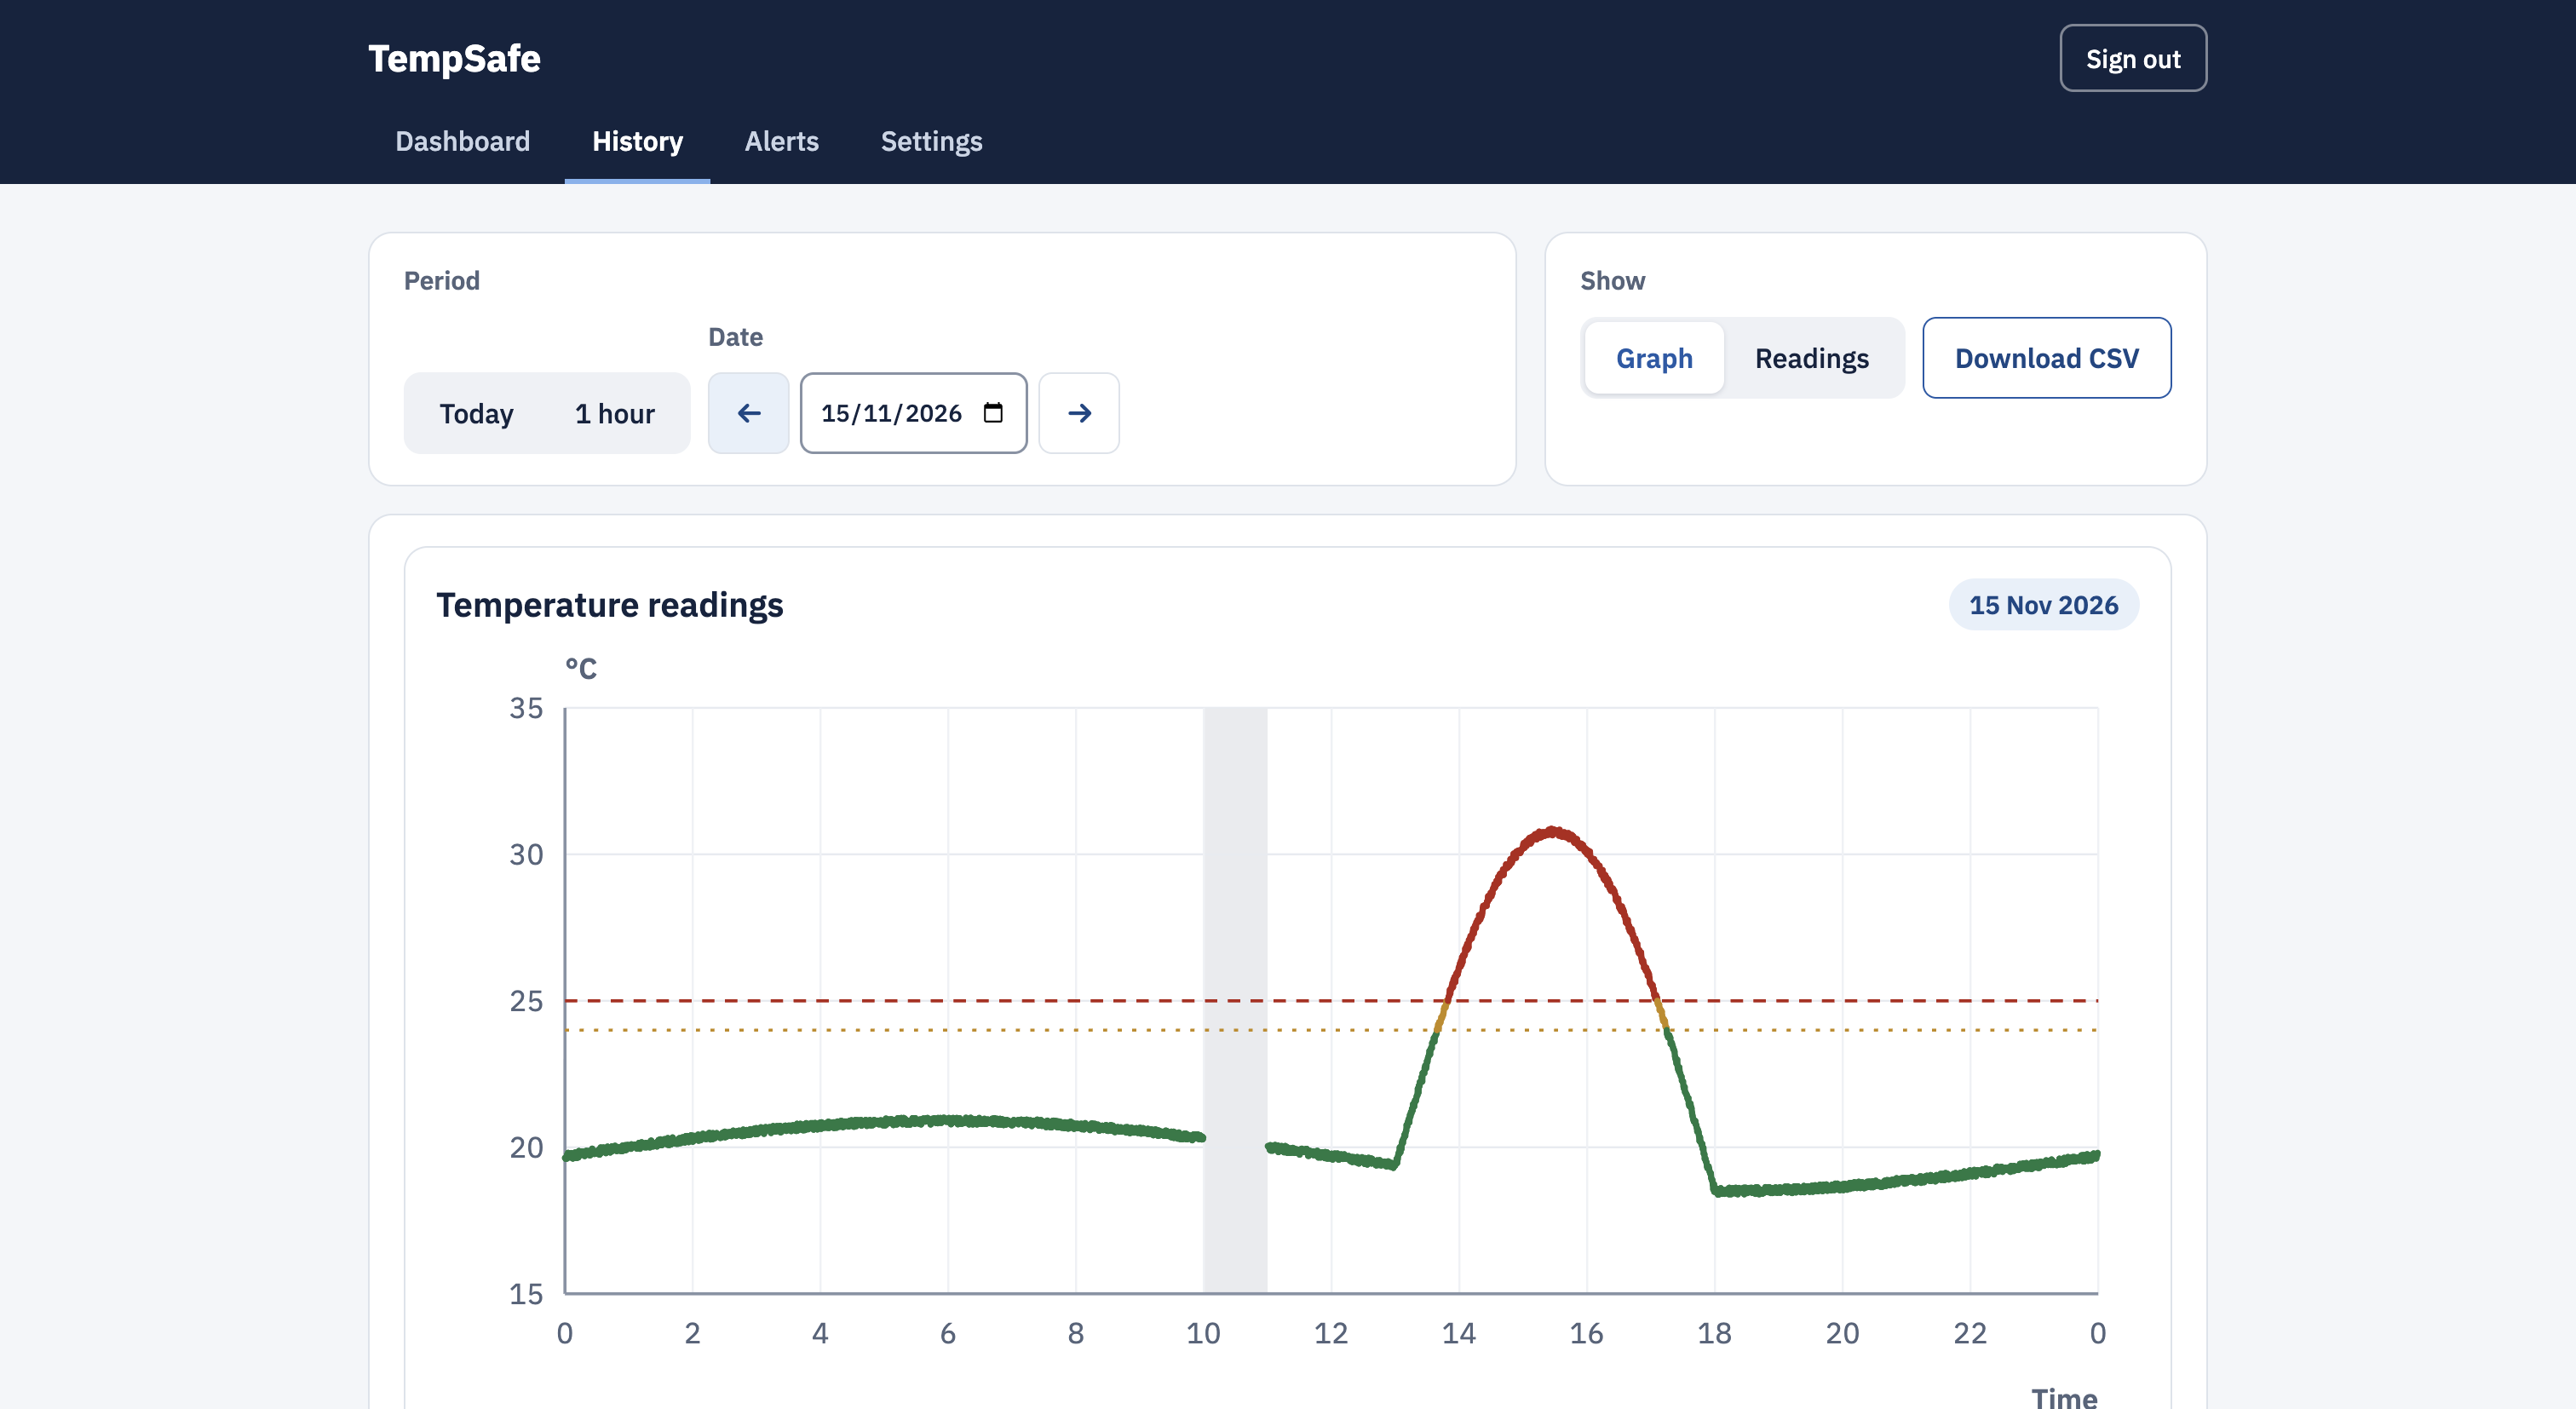 TempSafe
Sign out
Dashboard History Alerts Settings
Period
Date
Today 1 hour 15/11/2026
Show
Graph Readings Download CSV
Temperature readings
15 Nov 2026
°C
35
30
25
20
15
0 2 4 6 8 10 12 14 16 18 20 22 0
Time